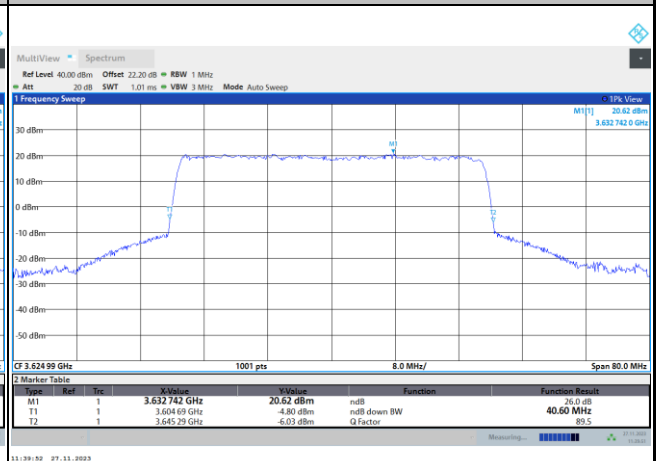 MultiView Spectrum
Ref Level 40.00 dBm Offset 22.20 dB RBW 1 MHz
Att 20 dB SWT 1.01 ms VBW 3 MHz Mode Auto Sweep
1 Frequency Sweep 1Pk View
M1[1] 20.62 dBm
3.632 742 0 GHz
30 dBm
M1
20 dBm
10 dBm
0 dBm
T1
T2
-10 dBm
-20 dBm
-30 dBm
-40 dBm
-50 dBm
CF 3.624 99 GHz 1001 pts 8.0 MHz/ Span 80.0 MHz
2 Marker Table
Type Ref Trc X-Value Y-Value Function Function Result
M1 1 3.632 742 GHz 20.62 dBm ndB 26.0 dB
T1 1 3.604 69 GHz -4.80 dBm ndB down BW 40.60 MHz
T2 1 3.645 29 GHz -6.03 dBm Q Factor 89.5
Measuring...
11:39:52 27.11.2023